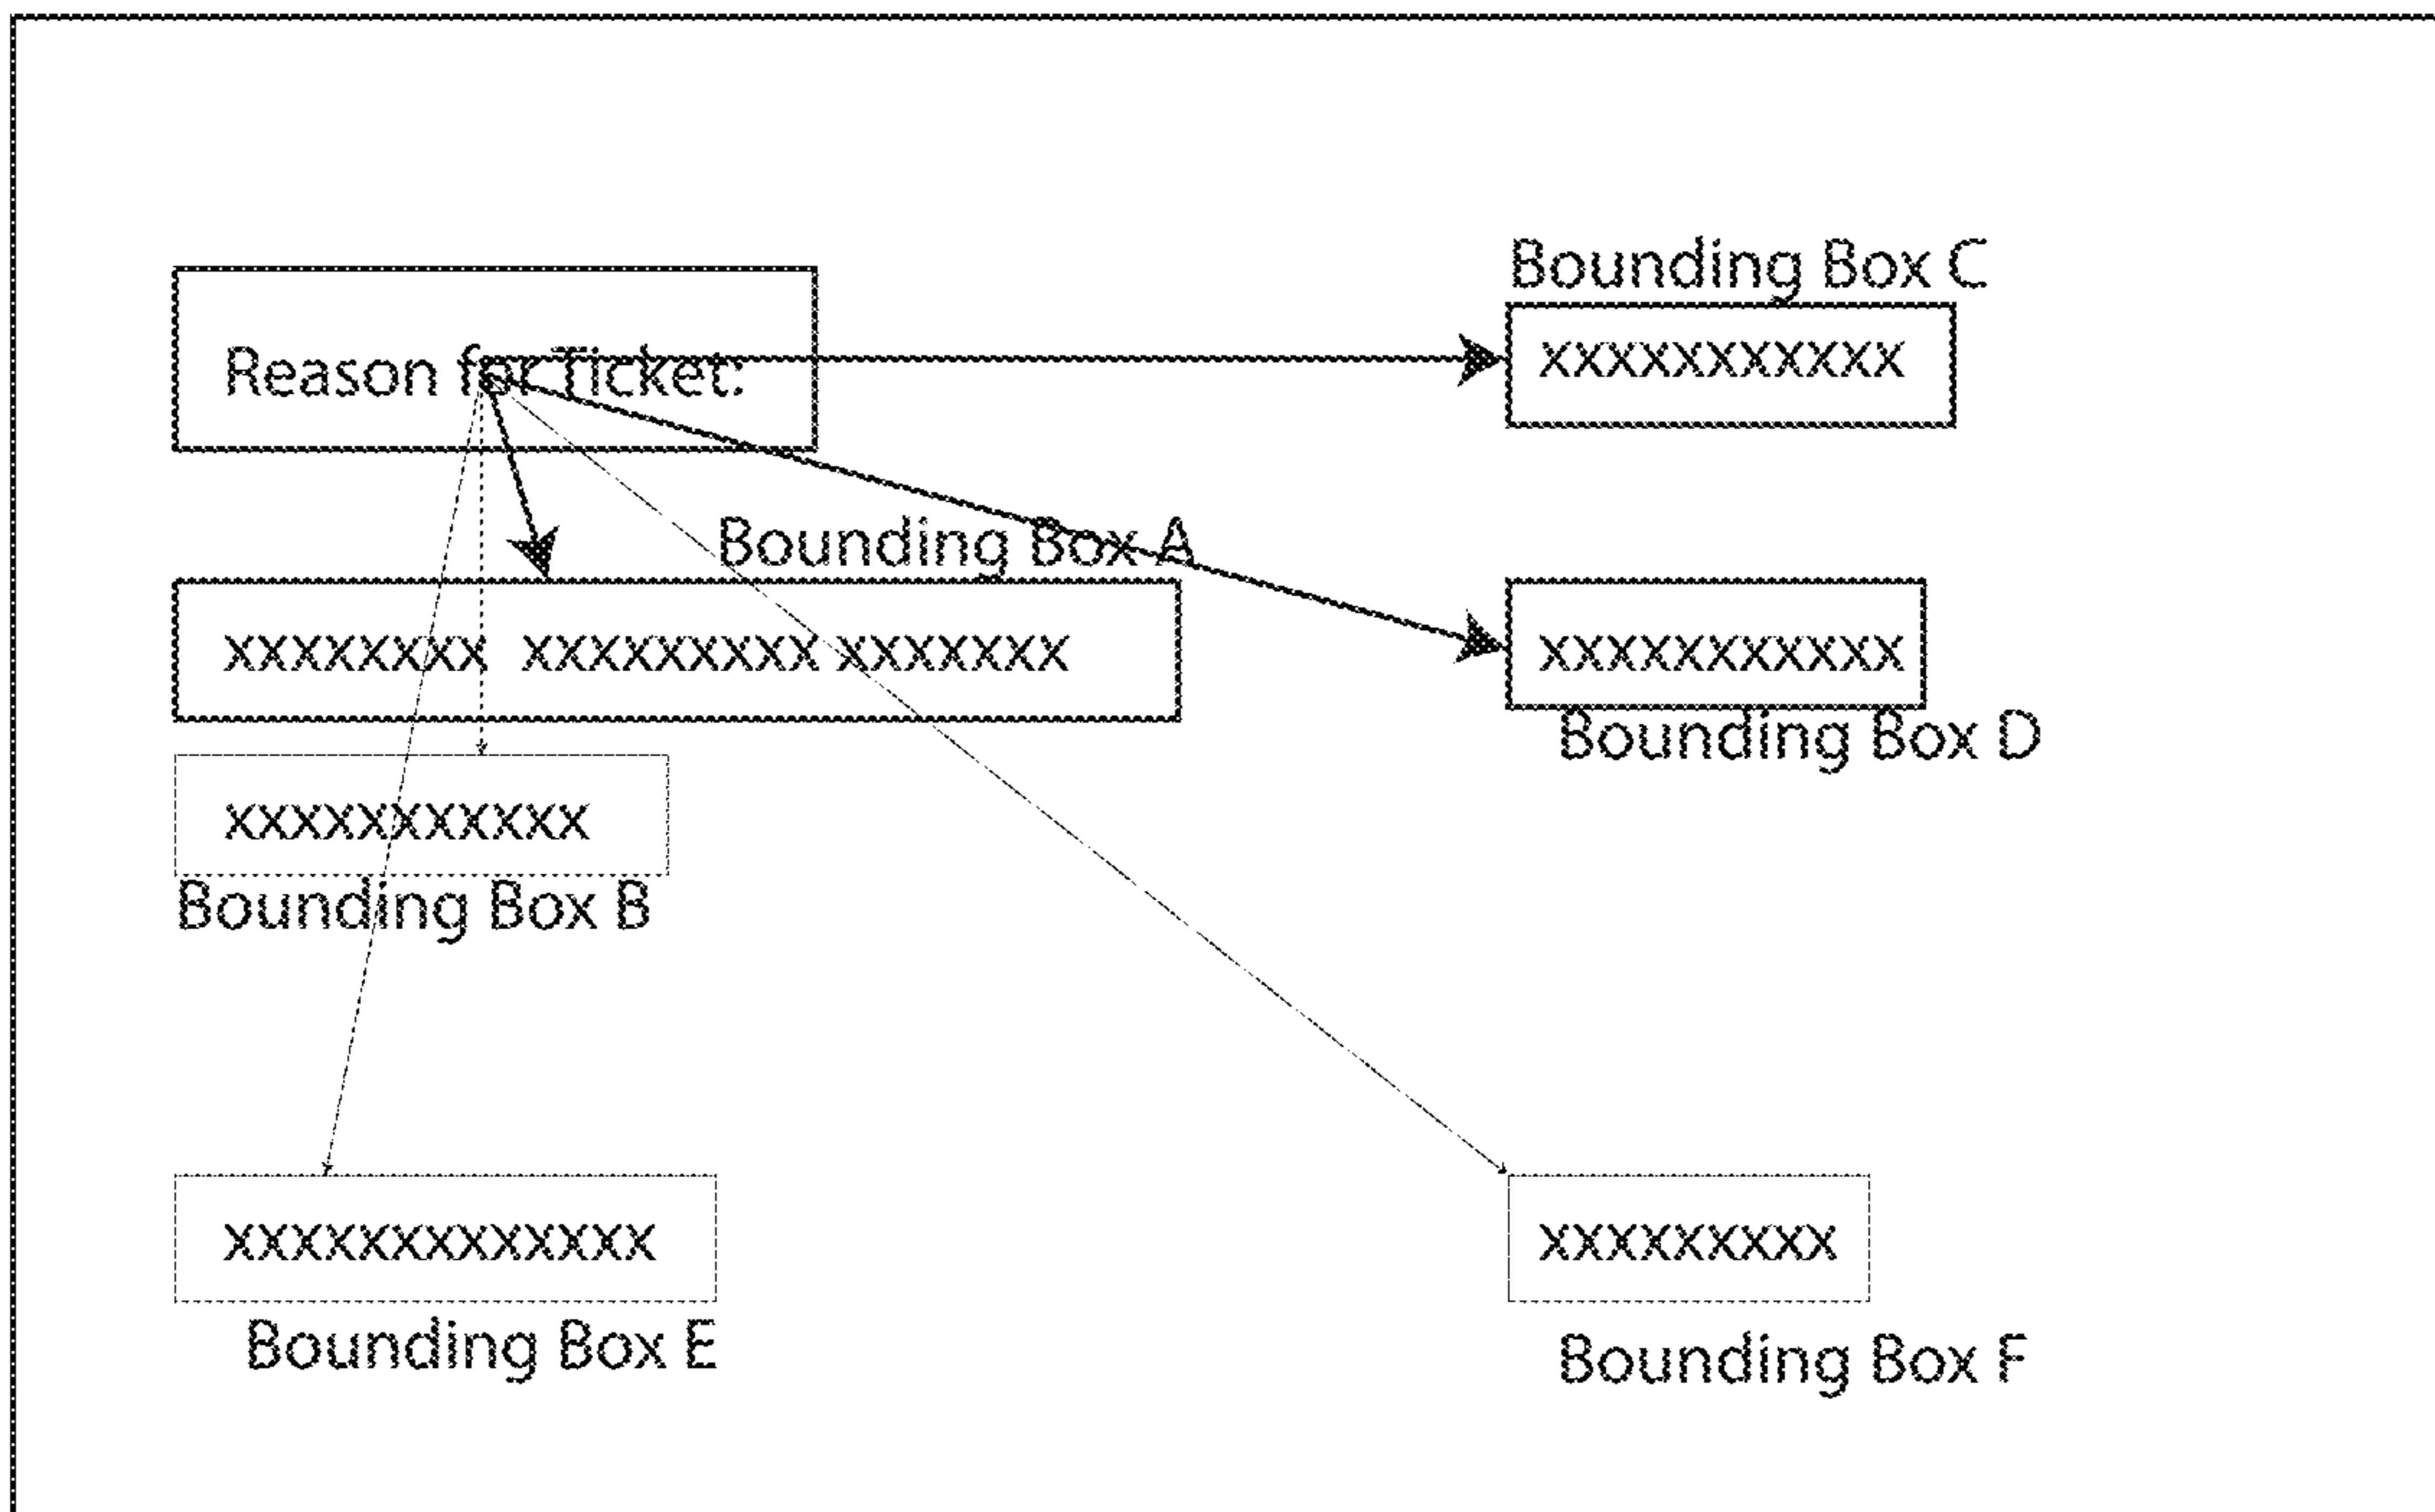 Bounding Box C
Reason for Ticket:
xxxxxxxxxxx
Bounding Box A
xxxxxxxx xxxxxxxxx xxxxxxx
xxxxxxxxxxx
Bounding Box D
xxxxxxxxxxx
Bounding Box B
xxxxxxxxxxxxx
xxxxxxxxx
Bounding Box E
Bounding Box F